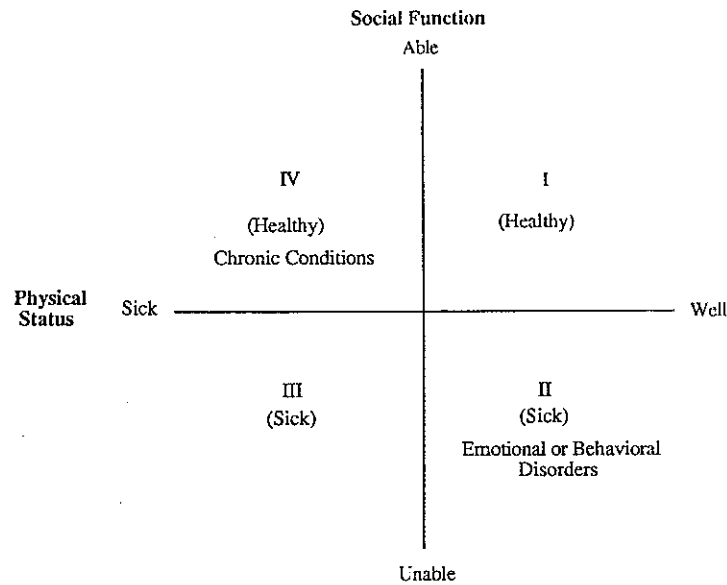 Social Function
Able
IV
(Healthy)
Chronic Conditions
I
(Healthy)
Physical
Status
Sick
Well
III
(Sick)
II
(Sick)
Emotional or Behavioral
Disorders
Unable